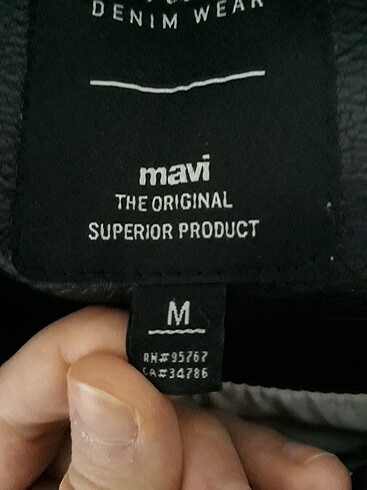 DENIM WEAR
mavi
THE ORIGINAL
SUPERIOR PRODUCT
M
RN#95767
CA#34786